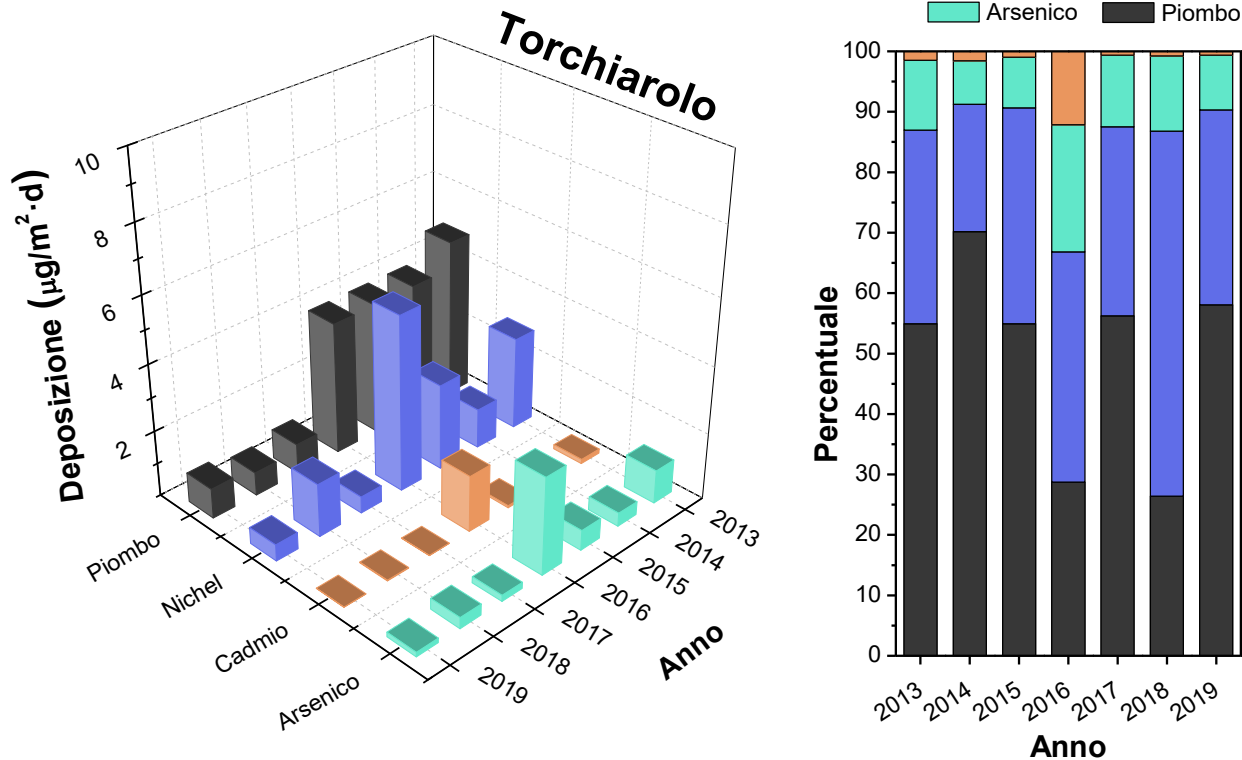 Torchiarolo
Deposizione (μg/m²·d)
10
8
6
4
2
Piombo
Nichel
Cadmio
Arsenico
2013
2014
2015
2016
2017
2018
2019
Anno
Arsenico Piombo
Percentuale
100
90
80
70
60
50
40
30
20
10
0
2013 2014 2015 2016 2017 2018 2019
Anno